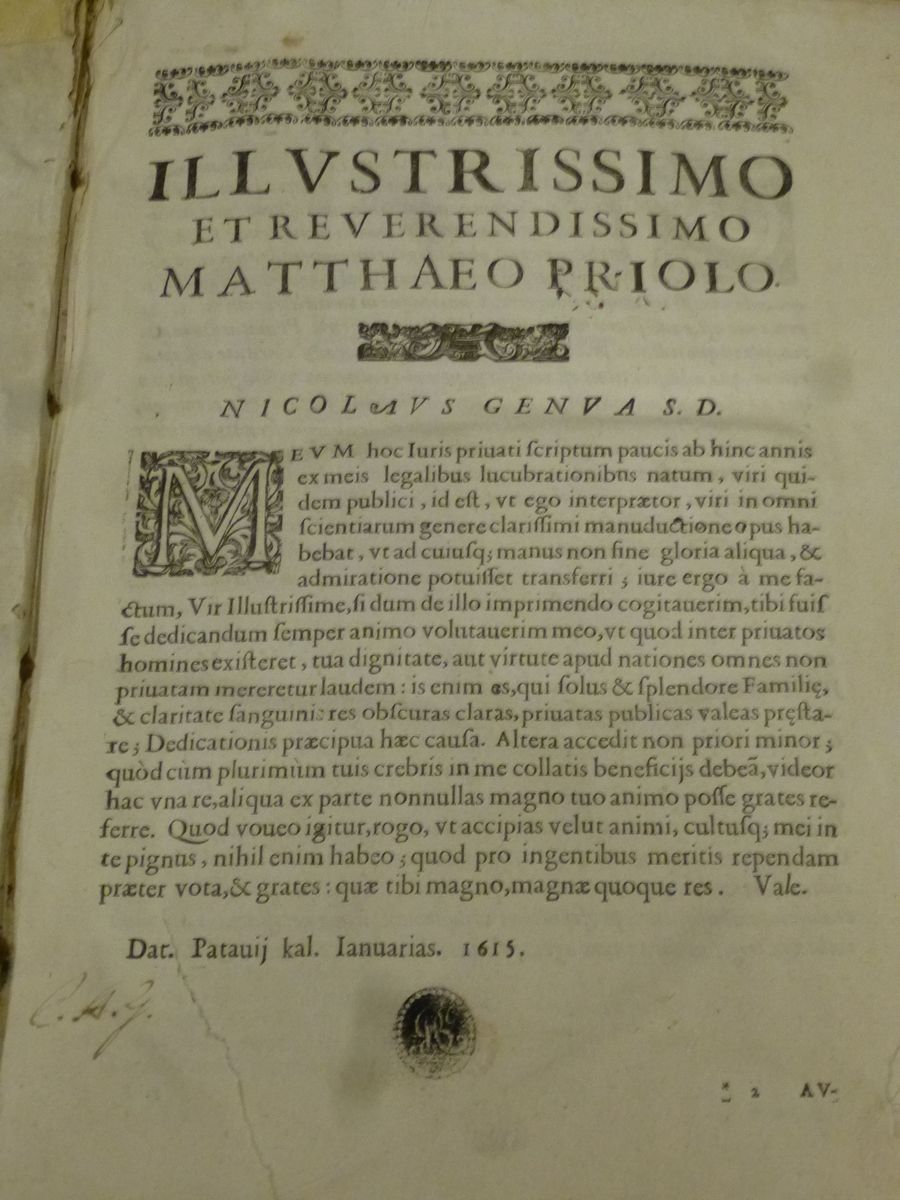 ILLVSTRISSIMO
ET REVERENDISSIMO
MATTHAEO PRIOLO.
NICOLAVS GENVA S. D.
MEVM hoc Iuris priuati scriptum paucis ab hinc annis
ex meis legalibus lucubrationibus natum, viri qui-
dem publici, id est, vt ego interprætor, viri in omni
scientiarum genere clarissimi manuductione opus ha-
bebat, vt ad cuiusq; manus non sine gloria aliqua, &
admiratione potuisset transferri; iure ergo à me fa-
ctum, Vir Illustrissime, si dum de illo imprimendo cogitauerim, tibi fuis
se dedicandum semper animo volutauerim meo, vt quod inter priuatos
homines existeret, tua dignitate, aut virtute apud nationes omnes non
priuatam mereretur laudem: is enim es, qui solus & splendore Familię,
& claritate sanguinis res obscuras claras, priuatas publicas valeas pręsta-
re; Dedicationis præcipua hæc causa. Altera accedit non priori minor;
quòd cùm plurimùm tuis crebris in me collatis beneficijs debeã, videor
hac vna re, aliqua ex parte nonnullas magno tuo animo posse grates re-
ferre. Quod voueo igitur, rogo, vt accipias velut animi, cultusq; mei in
te pignus, nihil enim habeo; quod pro ingentibus meritis rependam
præter vota, & grates: quæ tibi magno, magnæ quoque res. Vale.
Dat. Patauij kal. Ianuarias. 1615.
C. A. G.
2 AV-